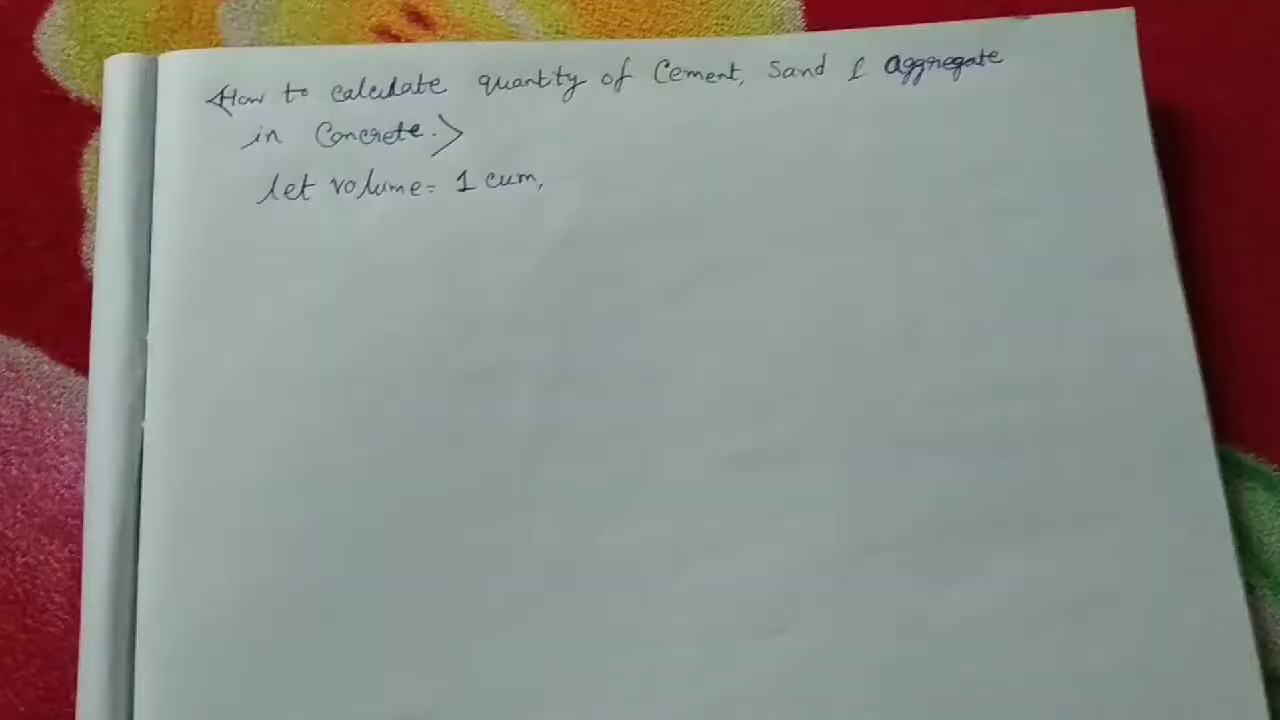 <How to calculate quantity of Cement, Sand & aggregate
in Concrete.>
let volume = 1 cum,